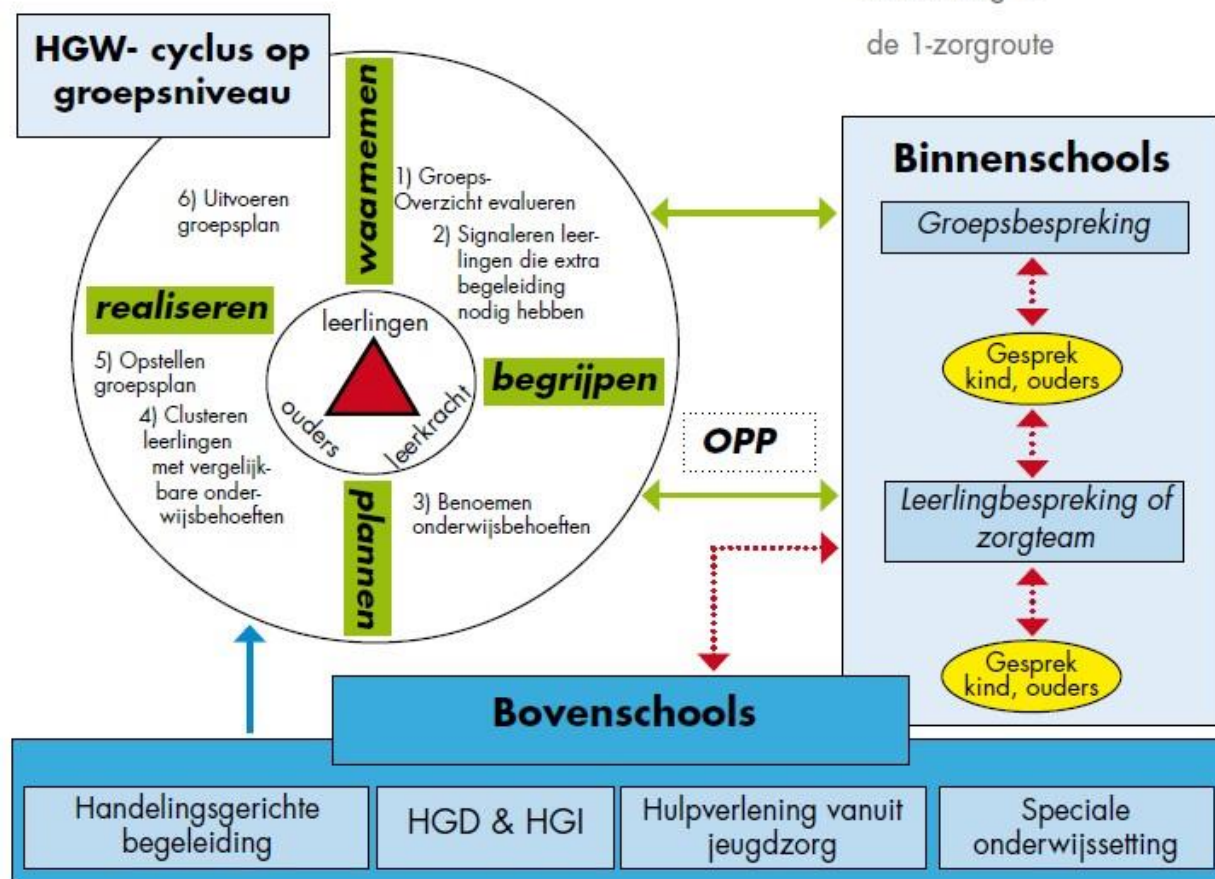 de 1-zorgroute
HGW- cyclus op
groepsniveau
waarnemen
1) Groeps-
Overzicht evalueren
2) Signaleren leer-
lingen die extra
begeleiding
nodig hebben
begrijpen
3) Benoemen
onderwijsbehoeften
plannen
4) Clusteren
leerlingen
met vergelijk-
bare onder-
wijsbehoeften
5) Opstellen
groepsplan
realiseren
6) Uitvoeren
groepsplan
leerlingen
ouders
leerkracht
OPP
Binnenschools
Groepsbespreking
Gesprek
kind, ouders
Leerlingbespreking of
zorgteam
Gesprek
kind, ouders
Bovenschools
Handelingsgerichte
begeleiding
HGD & HGI
Hulpverlening vanuit
jeugdzorg
Speciale
onderwijssetting